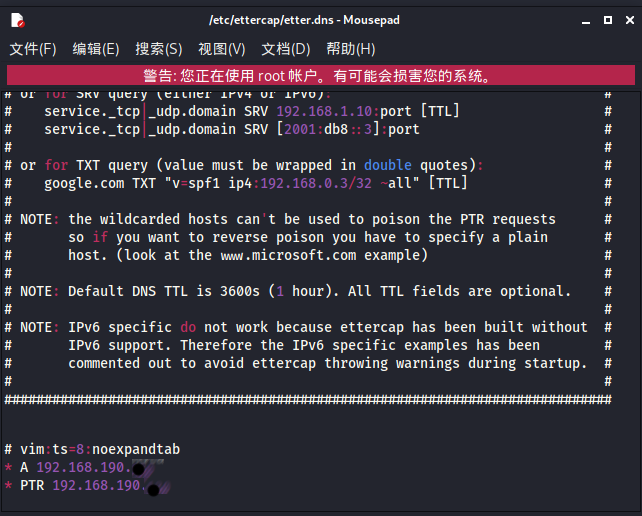 /etc/ettercap/etter.dns - Mousepad
文件(F) 编辑(E) 搜索(S) 视图(V) 文档(D) 帮助(H)
警告: 您正在使用 root 帐户。有可能会损害您的系统。
# or for SRV query (either IPv4 or IPv6): #
# service._tcp|_udp.domain SRV 192.168.1.10:port [TTL] #
# service._tcp|_udp.domain SRV [2001:db8::3]:port #
# #
# or for TXT query (value must be wrapped in double quotes): #
# google.com TXT "v=spf1 ip4:192.168.0.3/32 ~all" [TTL] #
# #
# NOTE: the wildcarded hosts can't be used to poison the PTR requests #
# so if you want to reverse poison you have to specify a plain #
# host. (look at the www.microsoft.com example) #
# #
# NOTE: Default DNS TTL is 3600s (1 hour). All TTL fields are optional. #
# #
# NOTE: IPv6 specific do not work because ettercap has been built without #
# IPv6 support. Therefore the IPv6 specific examples has been #
# commented out to avoid ettercap throwing warnings during startup. #
# #
############################################################################
# vim:ts=8:noexpandtab
* A 192.168.190.
* PTR 192.168.190.